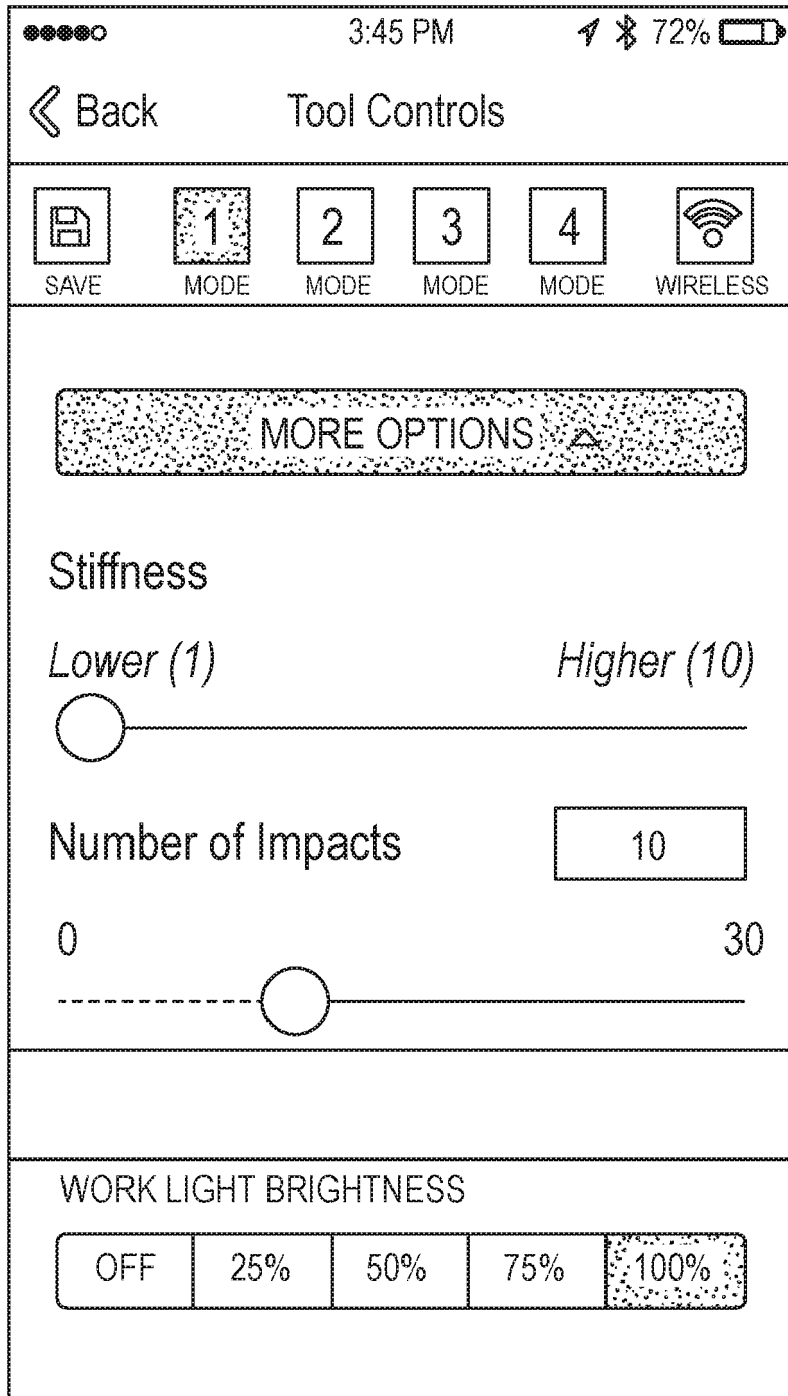 3:45 PM 72%
Back Tool Controls
1 2 3 4
SAVE MODE MODE MODE MODE WIRELESS
MORE OPTIONS
Stiffness
Lower (1) Higher (10)
Number of Impacts 10
0 30
WORK LIGHT BRIGHTNESS
OFF 25% 50% 75% 100%